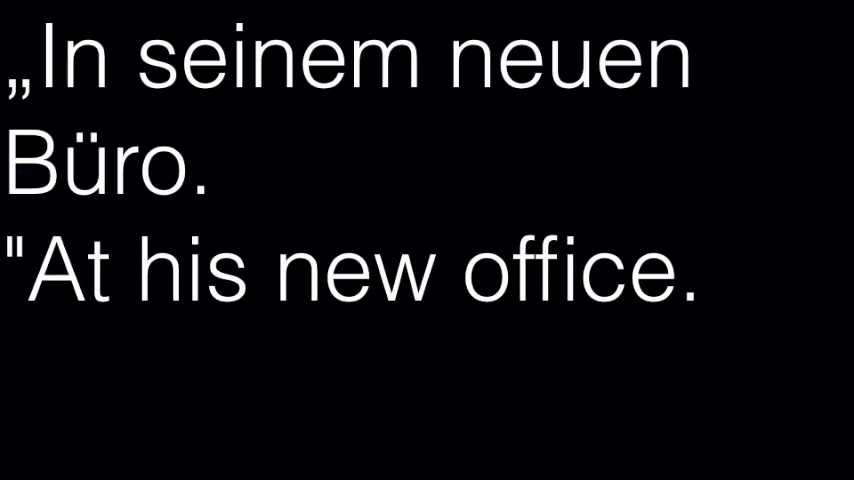 „In seinem neuen
Büro.
"At his new office.